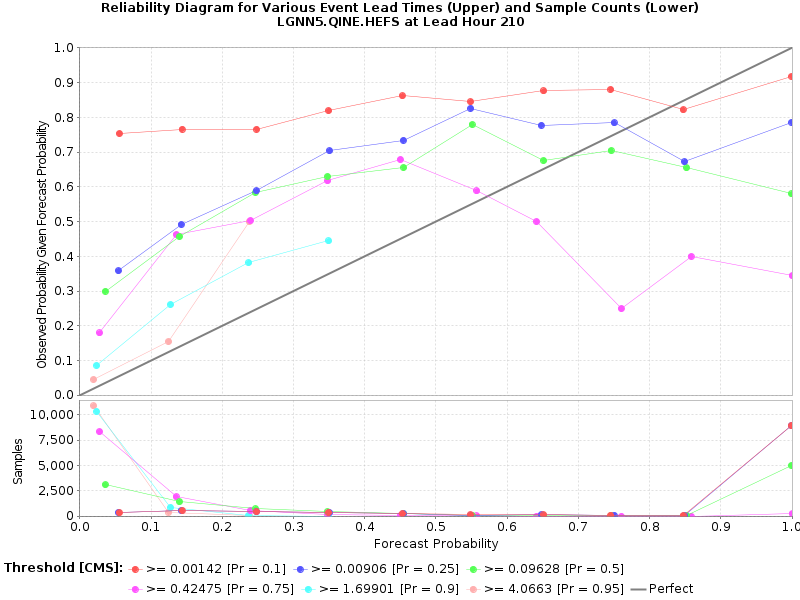 Reliability Diagram for Various Event Lead Times (Upper) and Sample Counts (Lower)
LGNN5.QINE.HEFS at Lead Hour 210
Observed Probability Given Forecast Probability
1.0
0.9
0.8
0.7
0.6
0.5
0.4
0.3
0.2
0.1
0.0
Samples
10,000
7,500
5,000
2,500
0
0.0 0.1 0.2 0.3 0.4 0.5 0.6 0.7 0.8 0.9 1.0
Forecast Probability
Threshold [CMS]: >= 0.00142 [Pr = 0.1] >= 0.00906 [Pr = 0.25] >= 0.09628 [Pr = 0.5]
>= 0.42475 [Pr = 0.75] >= 1.69901 [Pr = 0.9] >= 4.0663 [Pr = 0.95] Perfect